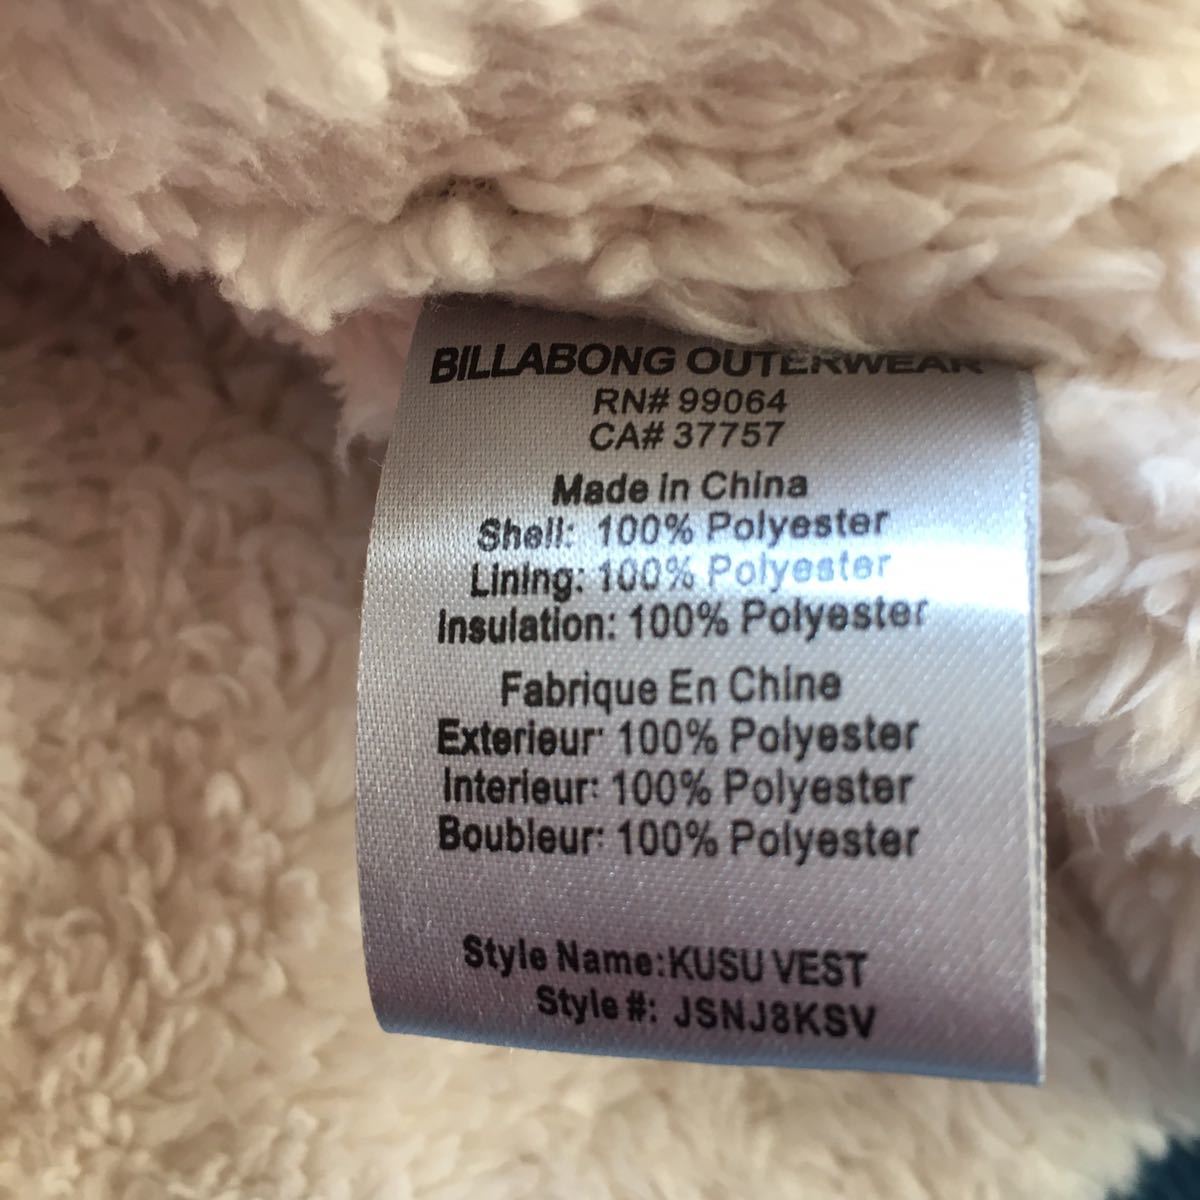 BILLABONG OUTERWEAR
RN# 99064
CA# 37757
Made in China
Shell: 100% Polyester
Lining: 100% Polyester
Insulation: 100% Polyester
Fabrique En Chine
Exterieur: 100% Polyester
Interieur: 100% Polyester
Boubleur: 100% Polyester
Style Name:KUSU VEST
Style #: JSNJ8KSV